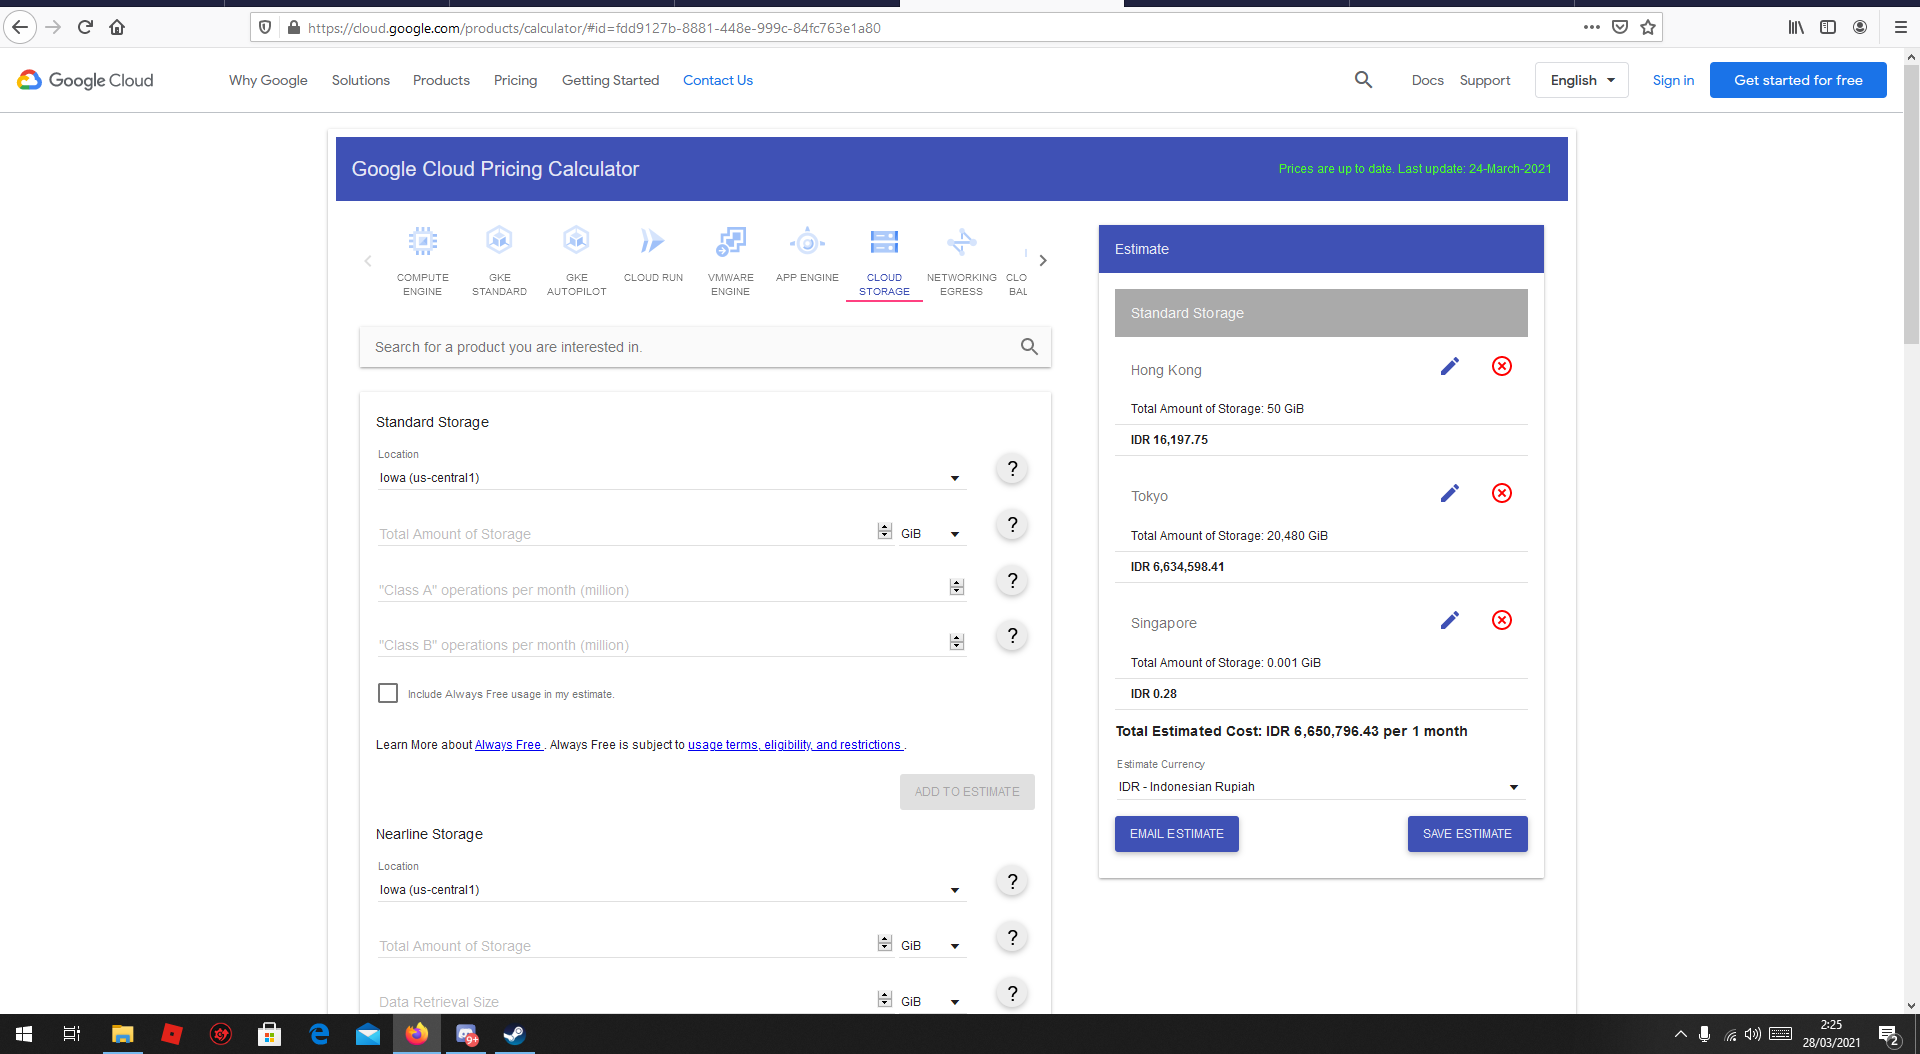 https://cloud.google.com/products/calculator/#id=fdd9127b-8881-448e-999c-84fc763e1a80
Google Cloud
Why Google
Solutions
Products
Pricing
Getting Started
Contact Us
Docs
Support
English
Sign in
Get started for free
Google Cloud Pricing Calculator
Prices are up to date. Last update: 24-March-2021
COMPUTE
ENGINE
GKE
STANDARD
GKE
AUTOPILOT
CLOUD RUN
VMWARE
ENGINE
APP ENGINE
CLOUD
STORAGE
NETWORKING
EGRESS
CLO
BAL
Search for a product you are interested in.
Standard Storage
Location
Iowa (us-central1)
?
Total Amount of Storage
GiB
?
"Class A" operations per month (million)
?
"Class B" operations per month (million)
?
Include Always Free usage in my estimate.
Learn More about Always Free . Always Free is subject to usage terms, eligibility, and restrictions .
ADD TO ESTIMATE
Nearline Storage
Location
Iowa (us-central1)
?
Total Amount of Storage
GiB
?
Data Retrieval Size
GiB
?
Estimate
Standard Storage
Hong Kong
Total Amount of Storage: 50 GiB
IDR 16,197.75
Tokyo
Total Amount of Storage: 20,480 GiB
IDR 6,634,598.41
Singapore
Total Amount of Storage: 0.001 GiB
IDR 0.28
Total Estimated Cost: IDR 6,650,796.43 per 1 month
Estimate Currency
IDR - Indonesian Rupiah
EMAIL ESTIMATE
SAVE ESTIMATE
9+
2:25
28/03/2021
2